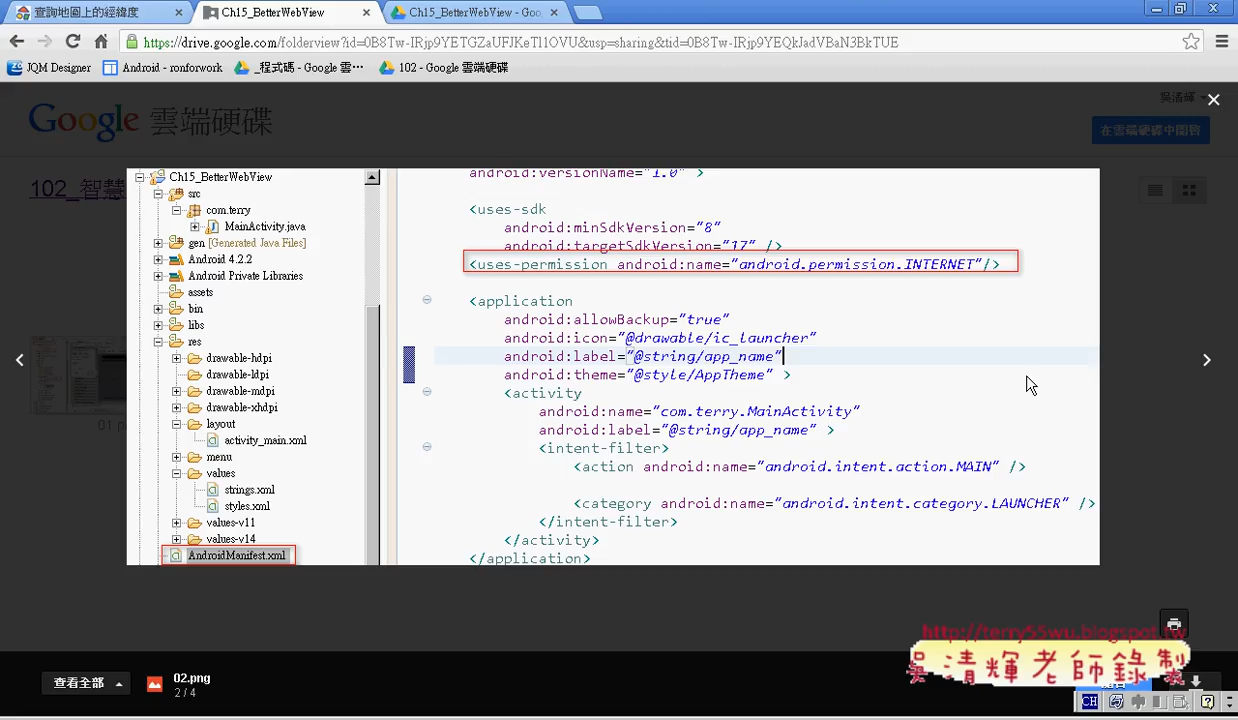 查詢地圖上的經緯度
Ch15_BetterWebView
Ch15_BetterWebView - Goo
https://drive.google.com/folderview?id=0B8Tw-IRjp9YETGZaUFJKeTl1OVU&usp=sharing&tid=0B8Tw-IRjp9YEQkJadVBaN3BkTUE
JQM Designer
Android - ronforwork
_程式碼 - Google 雲…
102 - Google 雲端硬碟
吳清輝
Google 雲端硬碟
在雲端硬碟中開啟
102_智慧
Ch15_BetterWebView
src
com.terry
MainActivity.java
gen [Generated Java Files]
Android 4.2.2
Android Private Libraries
assets
bin
libs
res
drawable-hdpi
drawable-ldpi
drawable-mdpi
drawable-xhdpi
layout
activity_main.xml
menu
values
strings.xml
styles.xml
values-v11
values-v14
AndroidManifest.xml
android:versionName="1.0" >
<uses-sdk
android:minSdkVersion="8"
android:targetSdkVersion="17" />
<uses-permission android:name="android.permission.INTERNET"/>
<application
android:allowBackup="true"
android:icon="@drawable/ic_launcher"
android:label="@string/app_name"
android:theme="@style/AppTheme" >
<activity
android:name="com.terry.MainActivity"
android:label="@string/app_name" >
<intent-filter>
<action android:name="android.intent.action.MAIN" />
<category android:name="android.intent.category.LAUNCHER" />
</intent-filter>
</activity>
</application>
查看全部
02.png
2 / 4
http://terry55wu.blogspot.tw
吳清輝老師錄製
CH